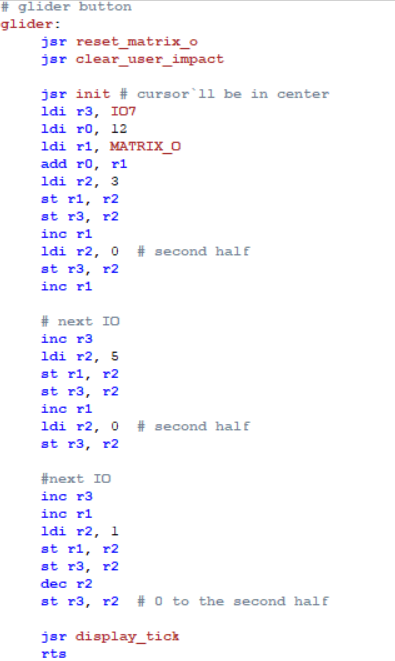 # glider button
glider:
jsr reset_matrix_o
jsr clear_user_impact
jsr init # cursor`ll be in center
ldi r3, IO7
ldi r0, 12
ldi r1, MATRIX_O
add r0, r1
ldi r2, 3
st r1, r2
st r3, r2
inc r1
ldi r2, 0 # second half
st r3, r2
inc r1
# next IO
inc r3
ldi r2, 5
st r1, r2
st r3, r2
inc r1
ldi r2, 0 # second half
st r3, r2
#next IO
inc r3
inc r1
ldi r2, 1
st r1, r2
st r3, r2
dec r2
st r3, r2 # 0 to the second half
jsr display_tick
rts